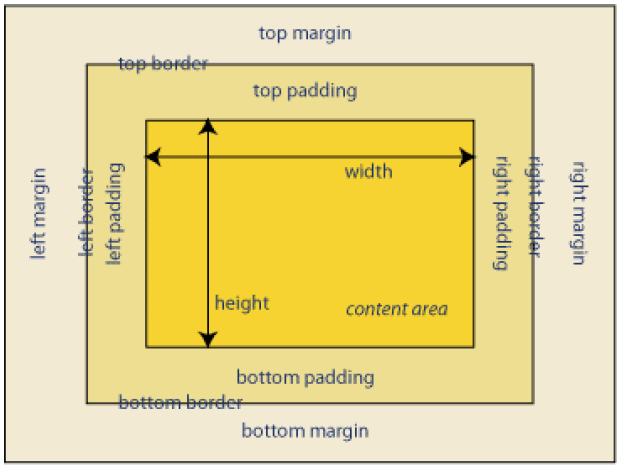 top margin
top border
top padding
left margin
left border
left padding
width
height
content area
right padding
right border
right margin
bottom padding
bottom border
bottom margin